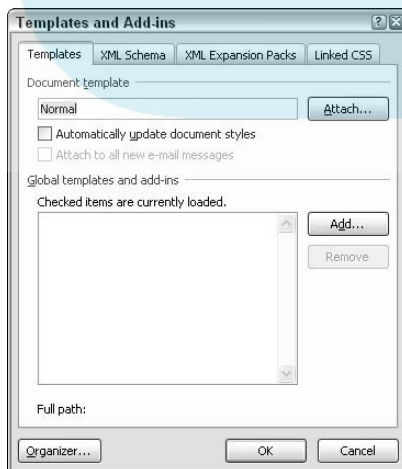 Templates and Add-ins
Templates XML Schema XML Expansion Packs Linked CSS
Document template
Normal Attach...
Automatically update document styles
Attach to all new e-mail messages
Global templates and add-ins
Checked items are currently loaded.
Add...
Remove
Full path:
Organizer... OK Cancel